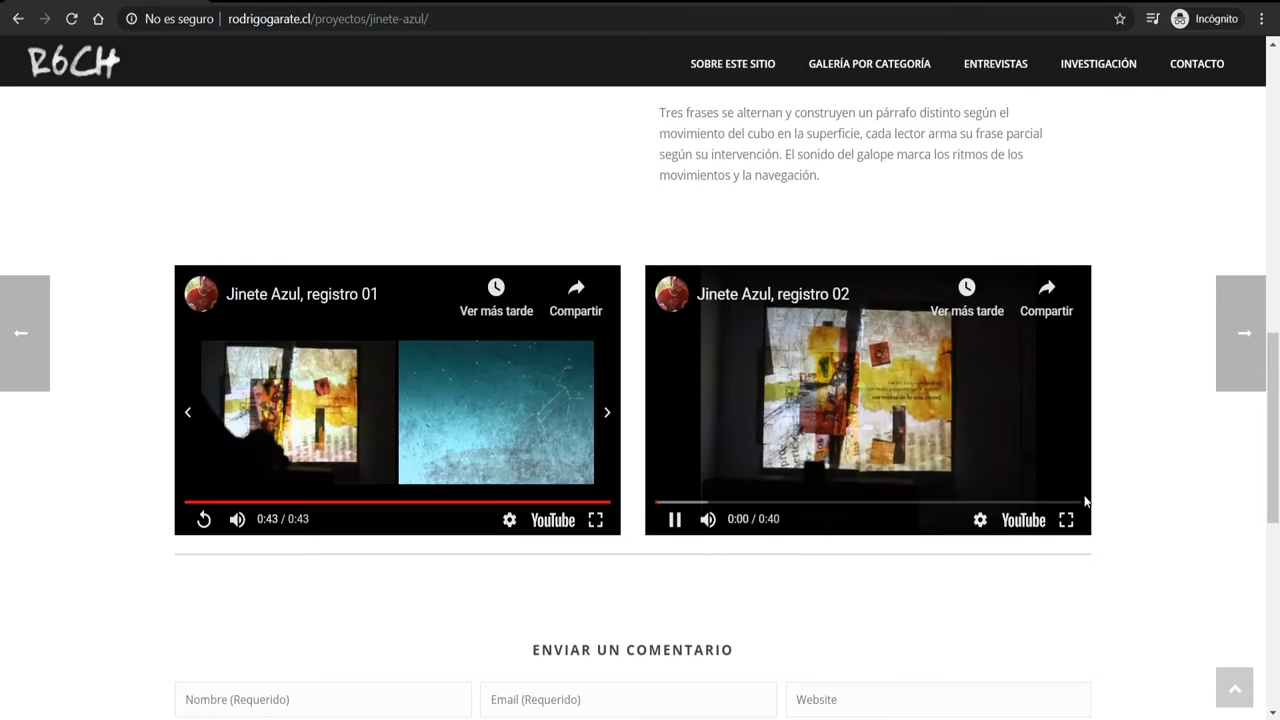 No es seguro
rodrigogarate.cl/proyectos/jinete-azul/
Incógnito
R6CH
SOBRE ESTE SITIO
GALERÍA POR CATEGORÍA
ENTREVISTAS
INVESTIGACIÓN
CONTACTO
Tres frases se alternan y construyen un párrafo distinto según el
movimiento del cubo en la superficie, cada lector arma su frase parcial
según su intervención. El sonido del galope marca los ritmos de los
movimientos y la navegación.
Jinete Azul, registro 01
Ver más tarde
Compartir
0:43 / 0:43
YouTube
Jinete Azul, registro 02
Ver más tarde
Compartir
corroídos de lo que
0:00 / 0:40
YouTube
ENVIAR UN COMENTARIO
Nombre (Requerido)
Email (Requerido)
Website